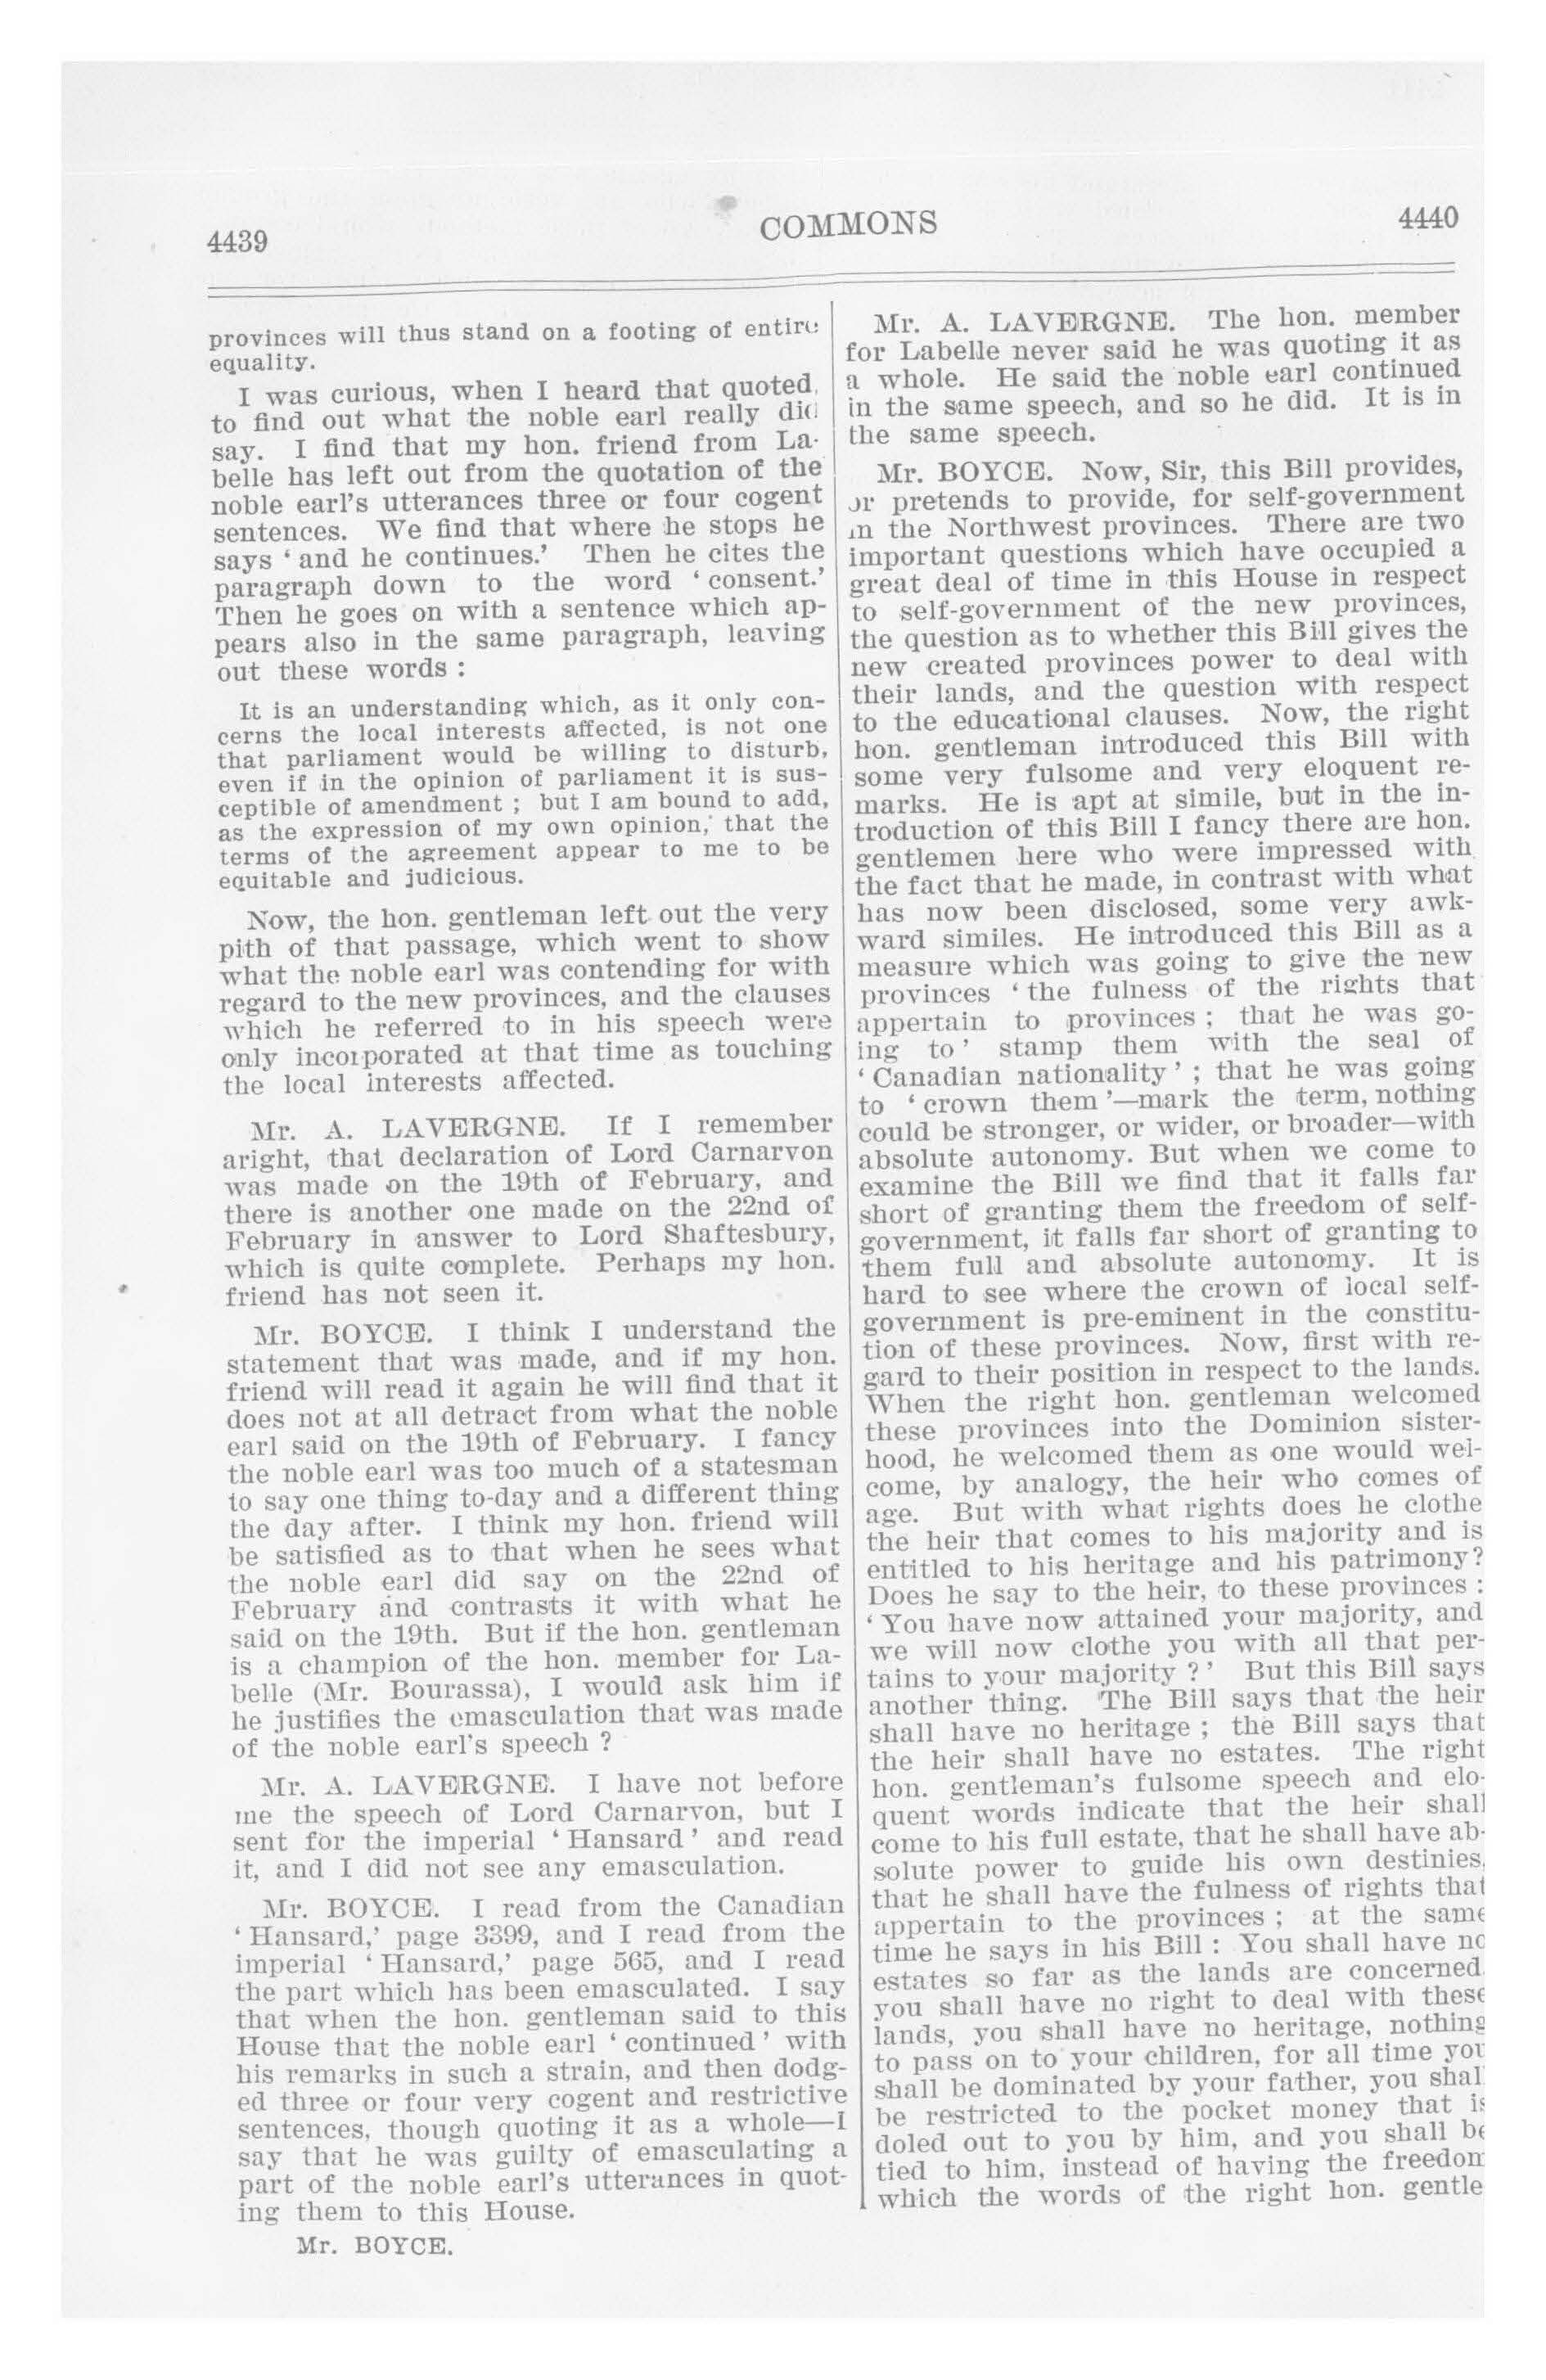 4439
COMMONS
4440
provinces will thus stand on a footing of entire
equality.
I was curious, when I heard that quoted,
to find out what the noble earl really did
say. I find that my hon. friend from La-
belle has left out from the quotation of the
noble earl's utterances three or four cogent
sentences. We find that where he stops he
says ‘ and he continues.’ Then he cites the
paragraph down to the word ‘ consent.’
Then he goes on with a sentence which ap-
pears also in the same paragraph, leaving
out these words :
It is an understanding which, as it only con-
cerns the local interests affected, is not one
that parliament would be willing to disturb,
even if in the opinion of parliament it is sus-
ceptible of amendment ; but I am bound to add,
as the expression of my own opinion, that the
terms of the agreement appear to me to be
equitable and judicious.
Now, the hon. gentleman left out the very
pith of that passage, which went to show
what the noble earl was contending for with
regard to the new provinces, and the clauses
which he referred to in his speech were
only incorporated at that time as touching
the local interests affected.
Mr. A. LAVERGNE. If I remember
aright, that declaration of Lord Carnarvon
was made on the 19th of February, and
there is another one made on the 22nd of
February in answer to Lord Shaftesbury,
which is quite complete. Perhaps my hon.
friend has not seen it.
Mr. BOYCE. I think I understand the
statement that was made, and if my hon.
friend will read it again he will find that it
does not at all detract from what the noble
earl said on the 19th of February. I fancy
the noble earl was too much of a statesman
to say one thing to-day and a different thing
the day after. I think my hon. friend will
be satisfied as to that when he sees what
the noble earl did say on the 22nd of
February and contrasts it with what he
said on the 19th. But if the hon. gentleman
is a champion of the hon. member for La-
belle (Mr. Bourassa), I would ask him if
he justifies the emasculation that was made
of the noble earl's speech ?
Mr. A. LAVERGNE. I have not before
me the speech of Lord Carnarvon, but I
sent for the imperial ‘ Hansard ’ and read
it, and I did not see any emasculation.
Mr. BOYCE. I read from the Canadian
‘ Hansard,’ page 3399, and I read from the
imperial ‘ Hansard,’ page 565, and I read
the part which has been emasculated. I say
that when the hon. gentleman said to this
House that the noble earl ‘ continued ’ with
his remarks in such a strain, and then dodg-
ed three or four very cogent and restrictive
sentences, though quoting it as a whole—I
say that he was guilty of emasculating a
part of the noble earl's utterances in quot-
ing them to this House.
Mr. BOYCE.
Mr. A. LAVERGNE. The hon. member
for Labelle never said he was quoting it as
a whole. He said the noble earl continued
in the same speech, and so he did. It is in
the same speech.
Mr. BOYCE. Now, Sir, this Bill provides,
or pretends to provide, for self-government
in the Northwest provinces. There are two
important questions which have occupied a
great deal of time in this House in respect
to self-government of the new provinces,
the question as to whether this Bill gives the
new created provinces power to deal with
their lands, and the question with respect
to the educational clauses. Now, the right
hon. gentleman introduced this Bill with
some very fulsome and very eloquent re-
marks. He is apt at simile, but in the in-
troduction of this Bill I fancy there are hon.
gentlemen here who were impressed with
the fact that he made, in contrast with what
has now been disclosed, some very awk-
ward similes. He introduced this Bill as a
measure which was going to give the new
provinces ‘ the fulness of the rights that
appertain to provinces ; that he was go-
ing to ’ stamp them with the seal of
‘ Canadian nationality ’ ; that he was going
to ‘ crown them ’—mark the term, nothing
could be stronger, or wider, or broader—with
absolute autonomy. But when we come to
examine the Bill we find that it falls far
short of granting them the freedom of self-
government, it falls far short of granting to
them full and absolute autonomy. It is
hard to see where the crown of local self-
government is pre-eminent in the constitu-
tion of these provinces. Now, first with re-
gard to their position in respect to the lands.
When the right hon. gentleman welcomed
these provinces into the Dominion sister-
hood, he welcomed them as one would wel-
come, by analogy, the heir who comes of
age. But with what rights does he clothe
the heir that comes to his majority and is
entitled to his heritage and his patrimony?
Does he say to the heir, to these provinces :
‘ You have now attained your majority, and
we will now clothe you with all that per-
tains to your majority ? ’ But this Bill says
another thing. The Bill says that the heir
shall have no heritage ; the Bill says that
the heir shall have no estates. The right
hon. gentleman's fulsome speech and elo-
quent words indicate that the heir shall
come to his full estate, that he shall have ab-
solute power to guide his own destinies,
that he shall have the fulness of rights that
appertain to the provinces ; at the same
time he says in his Bill : You shall have no
estates so far as the lands are concerned,
you shall have no right to deal with these
lands, you shall have no heritage, nothing
to pass on to your children, for all time you
shall be dominated by your father, you shall
be restricted to the pocket money that is
doled out to you by him, and you shall be
tied to him, instead of having the freedom
which the words of the right hon. gentle-